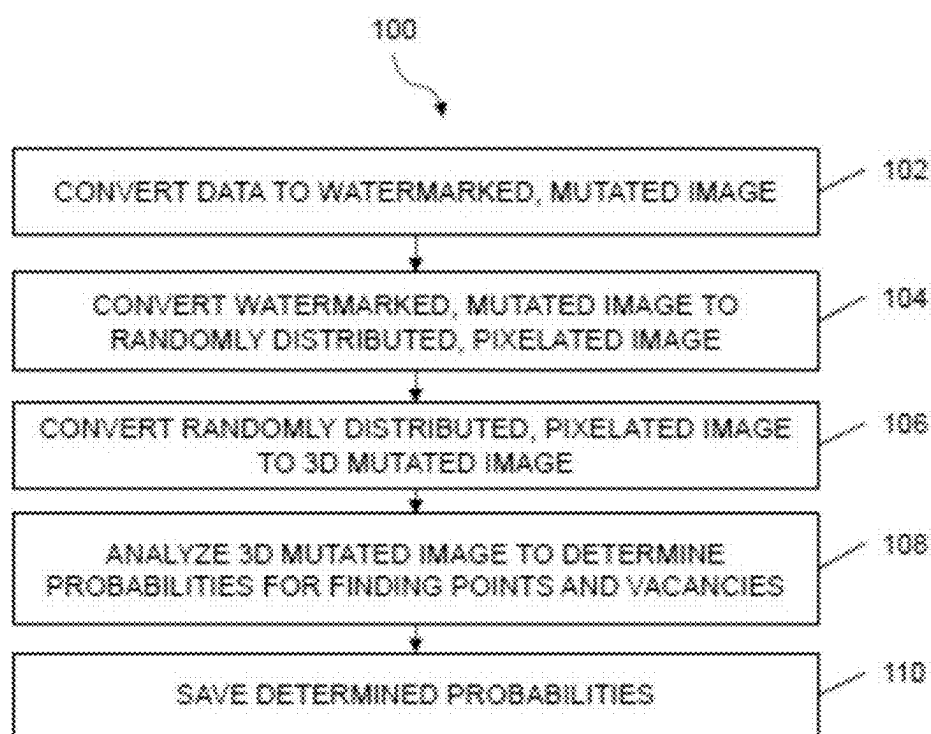 100
CONVERT DATA TO WATERMARKED, MUTATED IMAGE
102
CONVERT WATERMARKED, MUTATED IMAGE TO
RANDOMLY DISTRIBUTED, PIXELATED IMAGE
104
CONVERT RANDOMLY DISTRIBUTED, PIXELATED IMAGE
TO 3D MUTATED IMAGE
106
ANALYZE 3D MUTATED IMAGE TO DETERMINE
PROBABILITIES FOR FINDING POINTS AND VACANCIES
108
SAVE DETERMINED PROBABILITIES
110